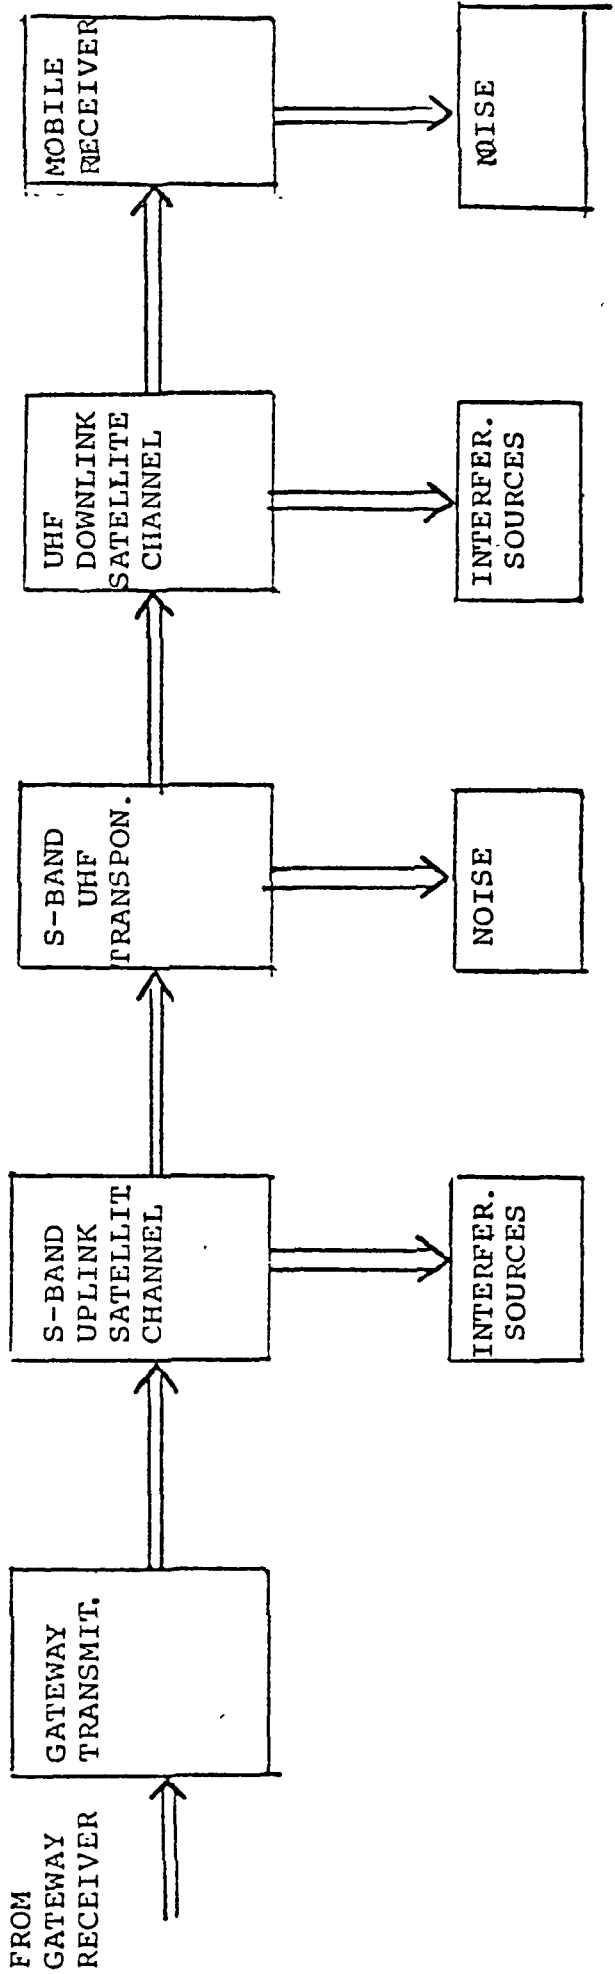 FROM
GATEWAY
RECEIVER
GATEWAY
TRANSMIT.
S-BAND
UPLINK
SATELLIT
CHANNEL
S-BAND
UHF
TRANSPON.
UHF
DOWNLINK
SATELLITE
CHANNEL
MOBILE
RECEIVER
INTERFER.
SOURCES
NOISE
INTERFER.
SOURCES
NOISE